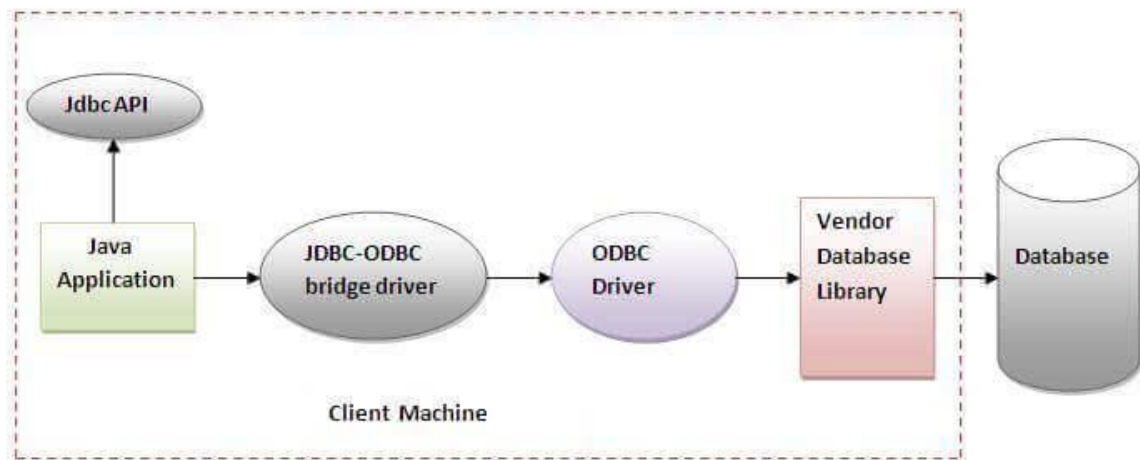 Jdbc API
Java
Application
JDBC-ODBC
bridge driver
ODBC
Driver
Vendor
Database
Library
Database
Client Machine